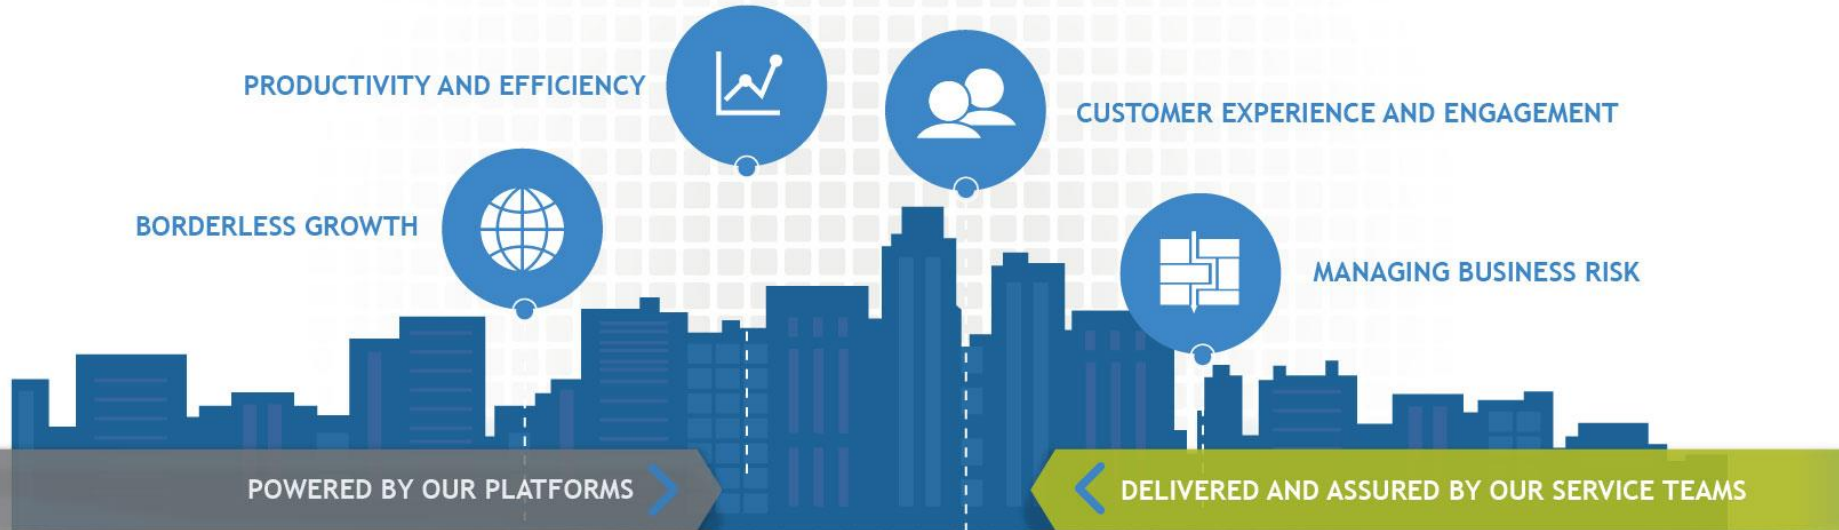 PRODUCTIVITY AND EFFICIENCY
CUSTOMER EXPERIENCE AND ENGAGEMENT
BORDERLESS GROWTH
MANAGING BUSINESS RISK
POWERED BY OUR PLATFORMS
DELIVERED AND ASSURED BY OUR SERVICE TEAMS